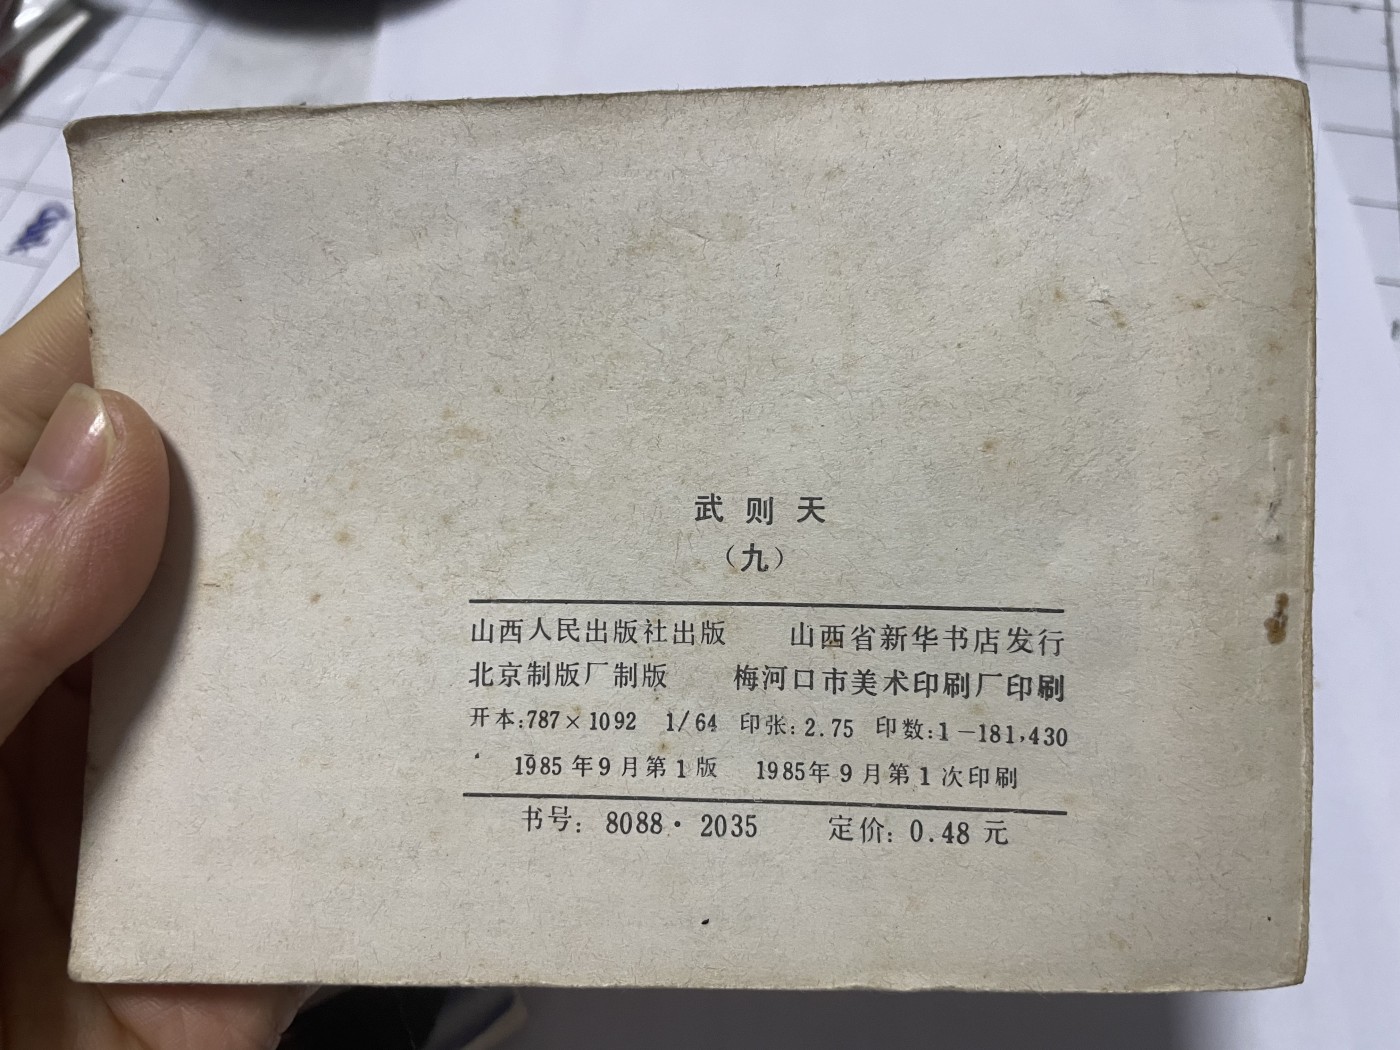 武则天
（九）
山西人民出版社出版 山西省新华书店发行
北京制版厂制版 梅河口市美术印刷厂印刷
开本:787×1092 1/64 印张: 2.75 印数:1－181,430
1985年9月第1版 1985年9月第1次印刷
书号: 8088·2035 定价: 0.48元